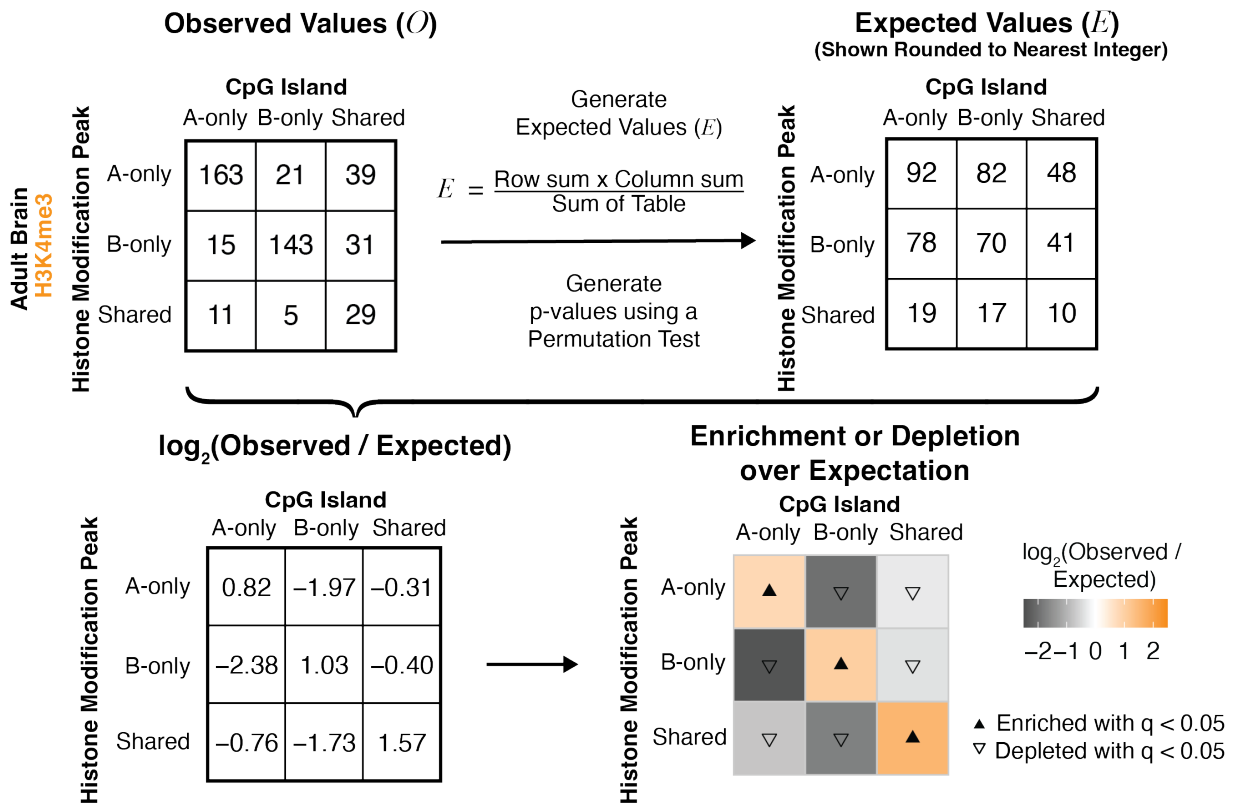 Observed Values (O)
CpG Island
A-only B-only Shared
Adult Brain
H3K4me3
Histone Modification Peak
A-only 163 21 39
B-only 15 143 31
Shared 11 5 29
Generate
Expected Values (E)
E = Row sum x Column sum
Sum of Table
Generate
p-values using a
Permutation Test
Expected Values (E)
(Shown Rounded to Nearest Integer)
CpG Island
A-only B-only Shared
Histone Modification Peak
A-only 92 82 48
B-only 78 70 41
Shared 19 17 10
log2(Observed / Expected)
CpG Island
A-only B-only Shared
Histone Modification Peak
A-only 0.82 −1.97 −0.31
B-only −2.38 1.03 −0.40
Shared −0.76 −1.73 1.57
Enrichment or Depletion
over Expectation
CpG Island
A-only B-only Shared
Histone Modification Peak
A-only
B-only
Shared
log2(Observed /
Expected)
−2 −1 0 1 2
▲ Enriched with q < 0.05
▽ Depleted with q < 0.05